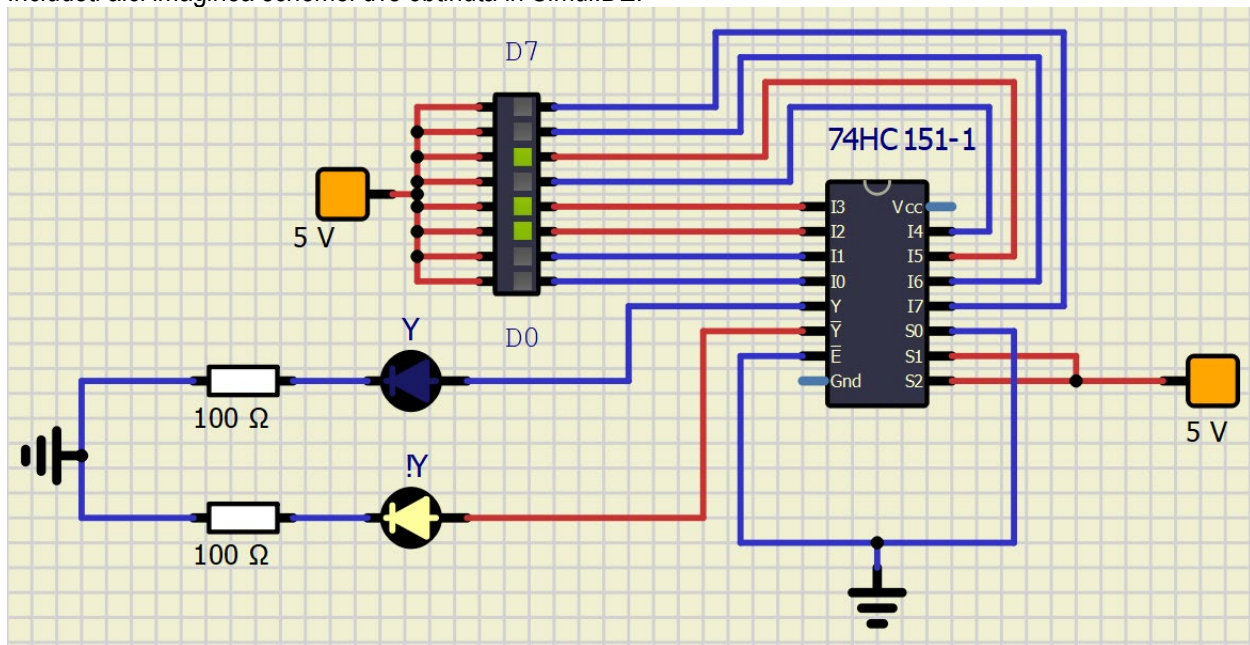 D7
74HC151-1
I3 Vcc
5 V
I2 I4
I1 I5
I0 I6
Y I7
Y
D0
Y S0
E S1
Gnd S2
100 Ω
5 V
!Y
100 Ω